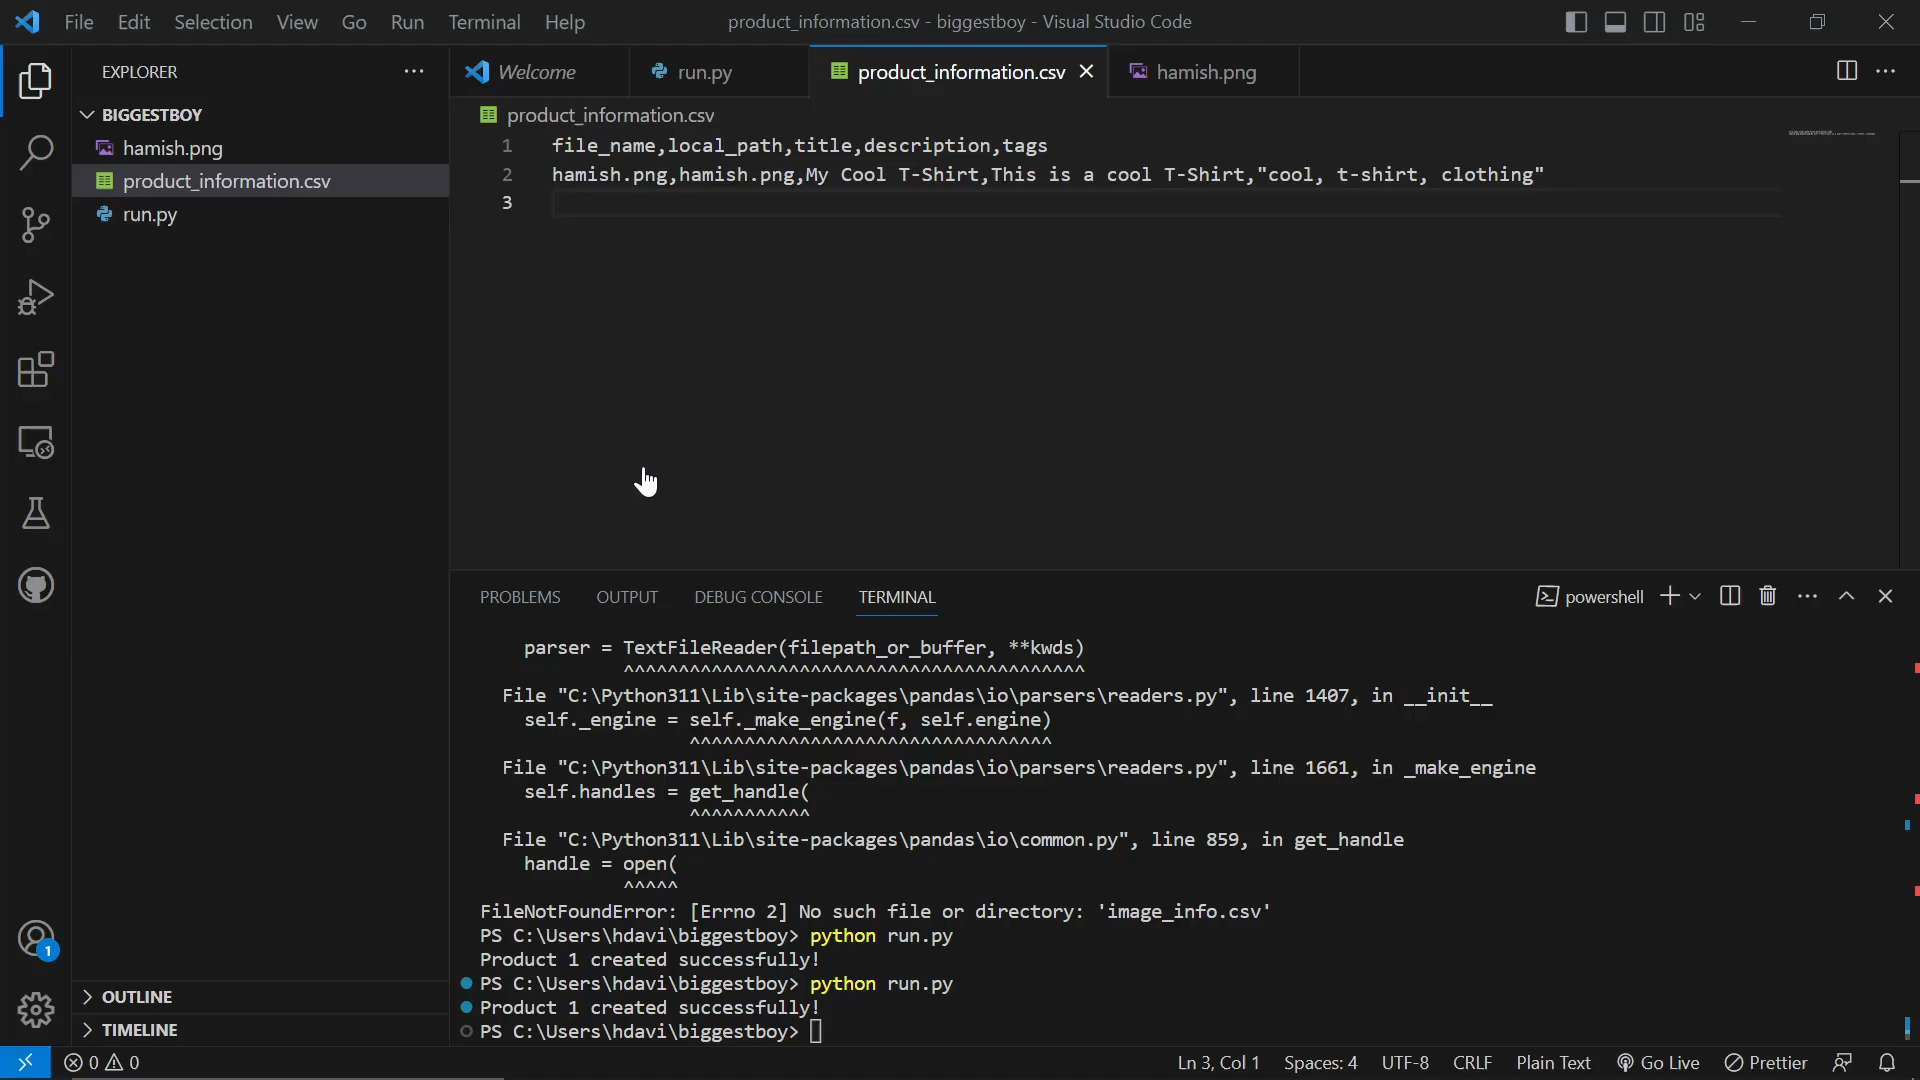 File Edit Selection View Go Run Terminal Help
product_information.csv - biggestboy - Visual Studio Code
EXPLORER
Welcome
run.py
product_information.csv
hamish.png
BIGGESTBOY
hamish.png
product_information.csv
run.py
product_information.csv
1 file_name,local_path,title,description,tags
2 hamish.png,hamish.png,My Cool T-Shirt,This is a cool T-Shirt,"cool, t-shirt, clothing"
3
PROBLEMS OUTPUT DEBUG CONSOLE TERMINAL
powershell
parser = TextFileReader(filepath_or_buffer, **kwds)
^^^^^^^^^^^^^^^^^^^^^^^^^^^^^^^^^^^^^^^^^^
File "C:\Python311\Lib\site-packages\pandas\io\parsers\readers.py", line 1407, in __init__
self._engine = self._make_engine(f, self.engine)
^^^^^^^^^^^^^^^^^^^^^^^^^^^^^^^^^
File "C:\Python311\Lib\site-packages\pandas\io\parsers\readers.py", line 1661, in _make_engine
self.handles = get_handle(
^^^^^^^^^^^
File "C:\Python311\Lib\site-packages\pandas\io\common.py", line 859, in get_handle
handle = open(
^^^^^
FileNotFoundError: [Errno 2] No such file or directory: 'image_info.csv'
PS C:\Users\hdavi\biggestboy> python run.py
Product 1 created successfully!
PS C:\Users\hdavi\biggestboy> python run.py
Product 1 created successfully!
PS C:\Users\hdavi\biggestboy>
1
OUTLINE
TIMELINE
0 0
Ln 3, Col 1 Spaces: 4 UTF-8 CRLF Plain Text Go Live Prettier